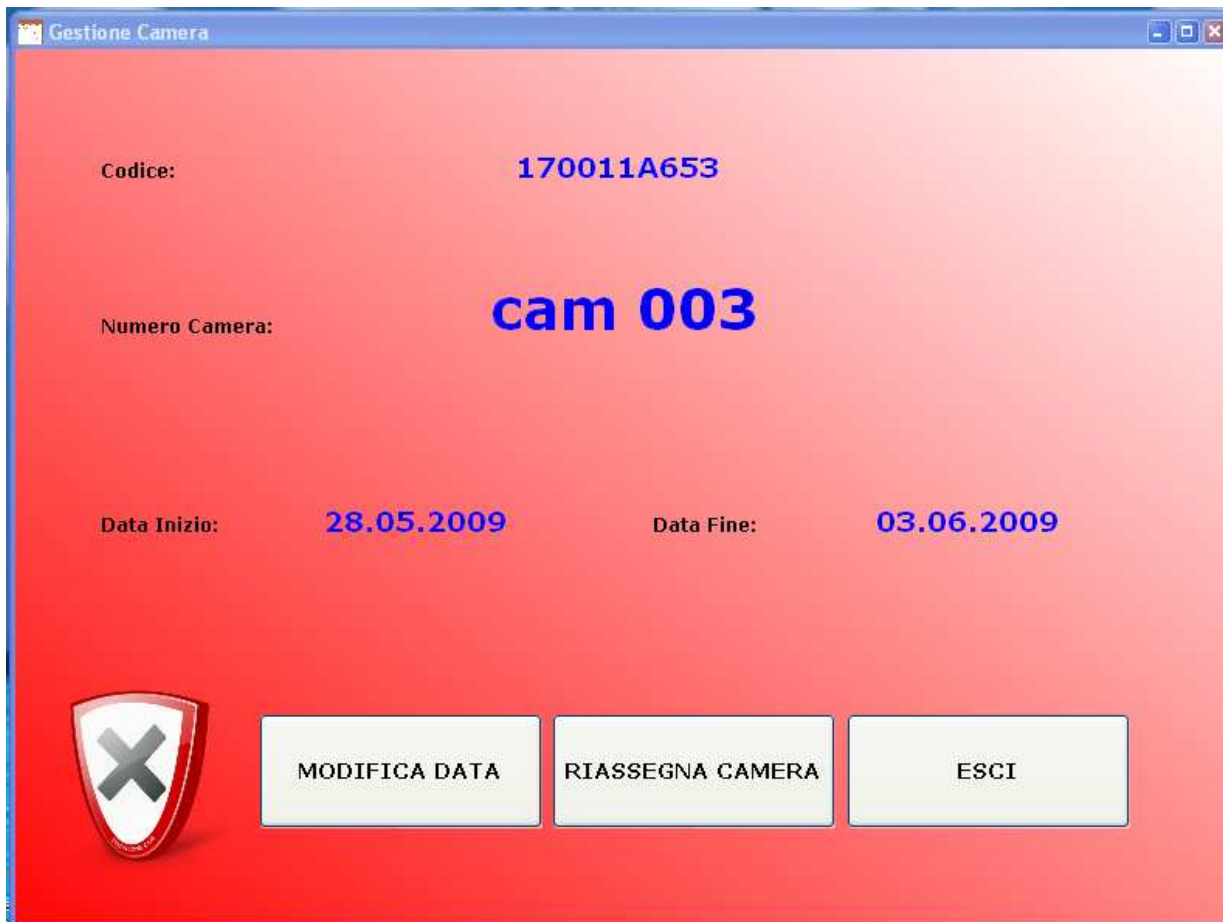 Gestione Camera
Codice: 170011A653
Numero Camera: cam 003
Data Inizio: 28.05.2009 Data Fine: 03.06.2009
MODIFICA DATA RIASSEGNA CAMERA ESCI